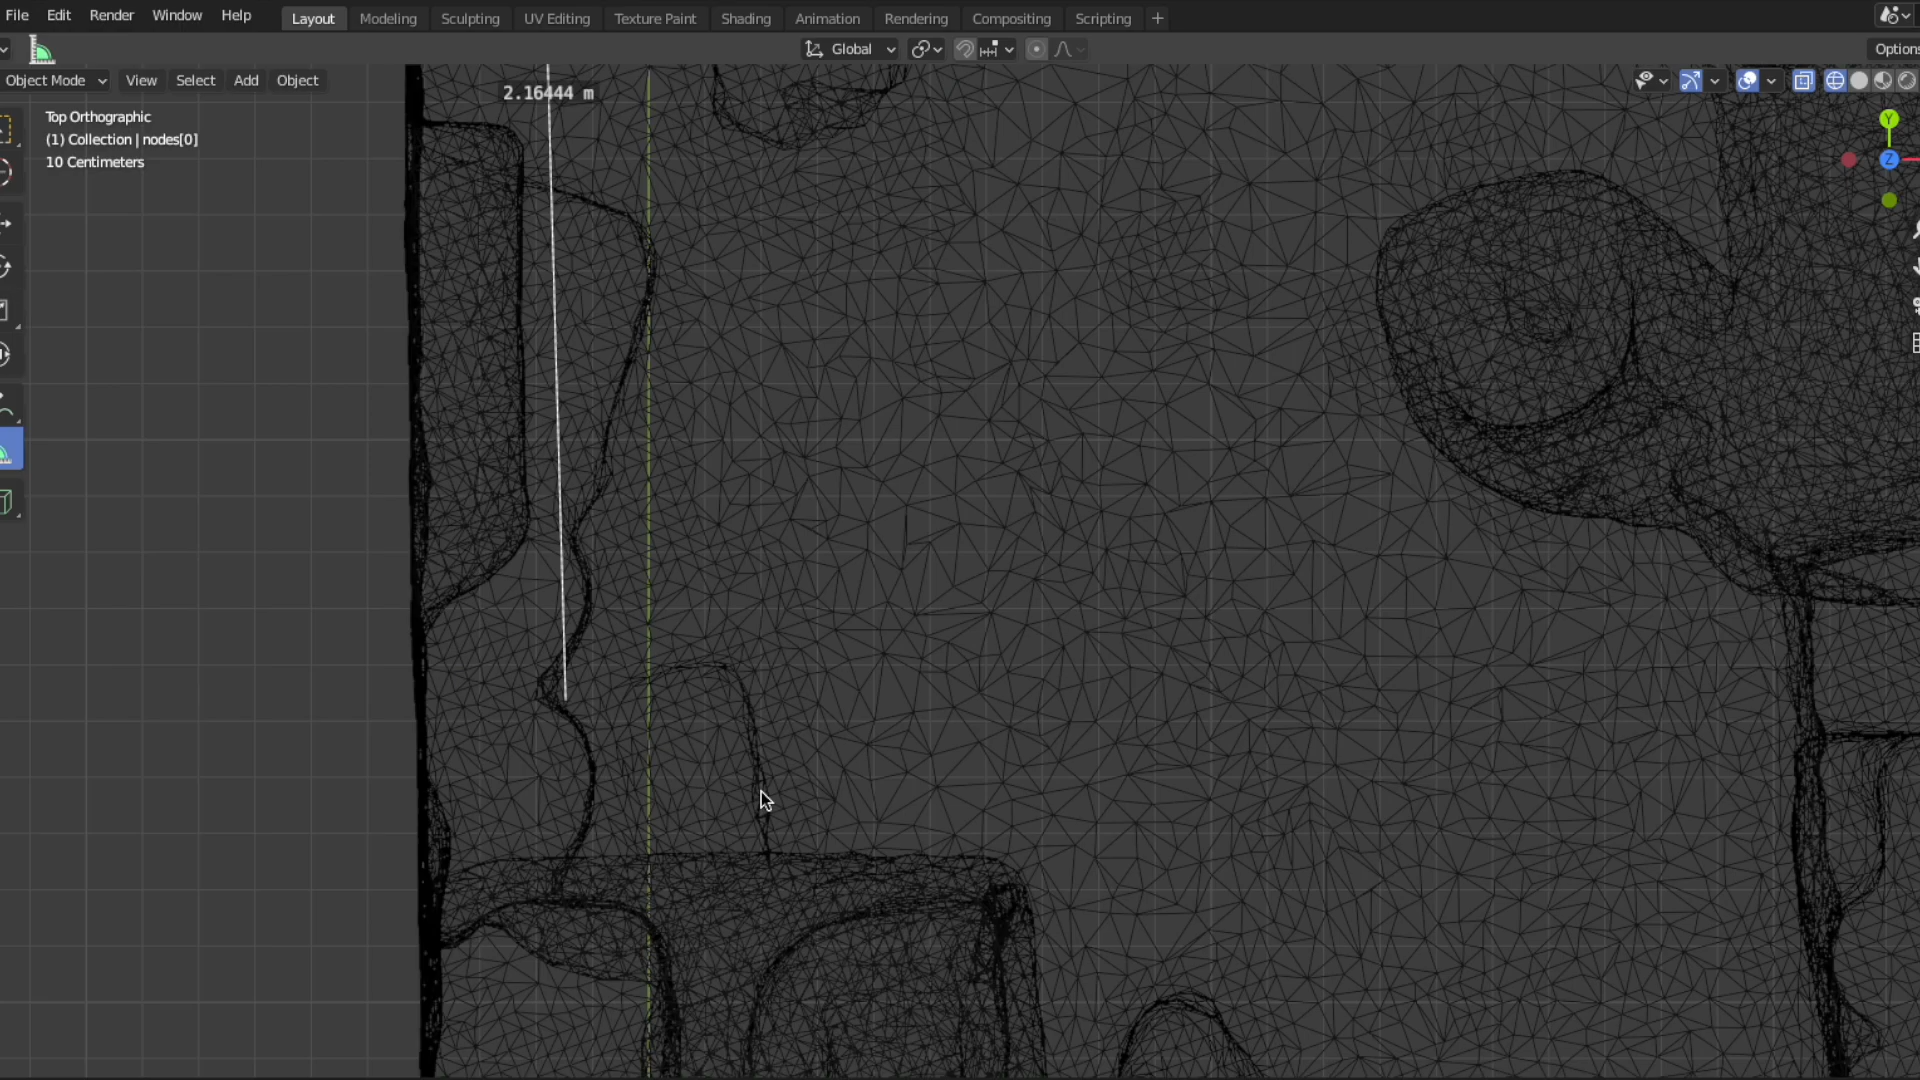 File Edit Render Window Help Layout Modeling Sculpting UV Editing Texture Paint Shading Animation Rendering Compositing Scripting +
Global Options
Object Mode View Select Add Object
2.16444 m
Top Orthographic
(1) Collection | nodes[0]
10 Centimeters
Y
Z